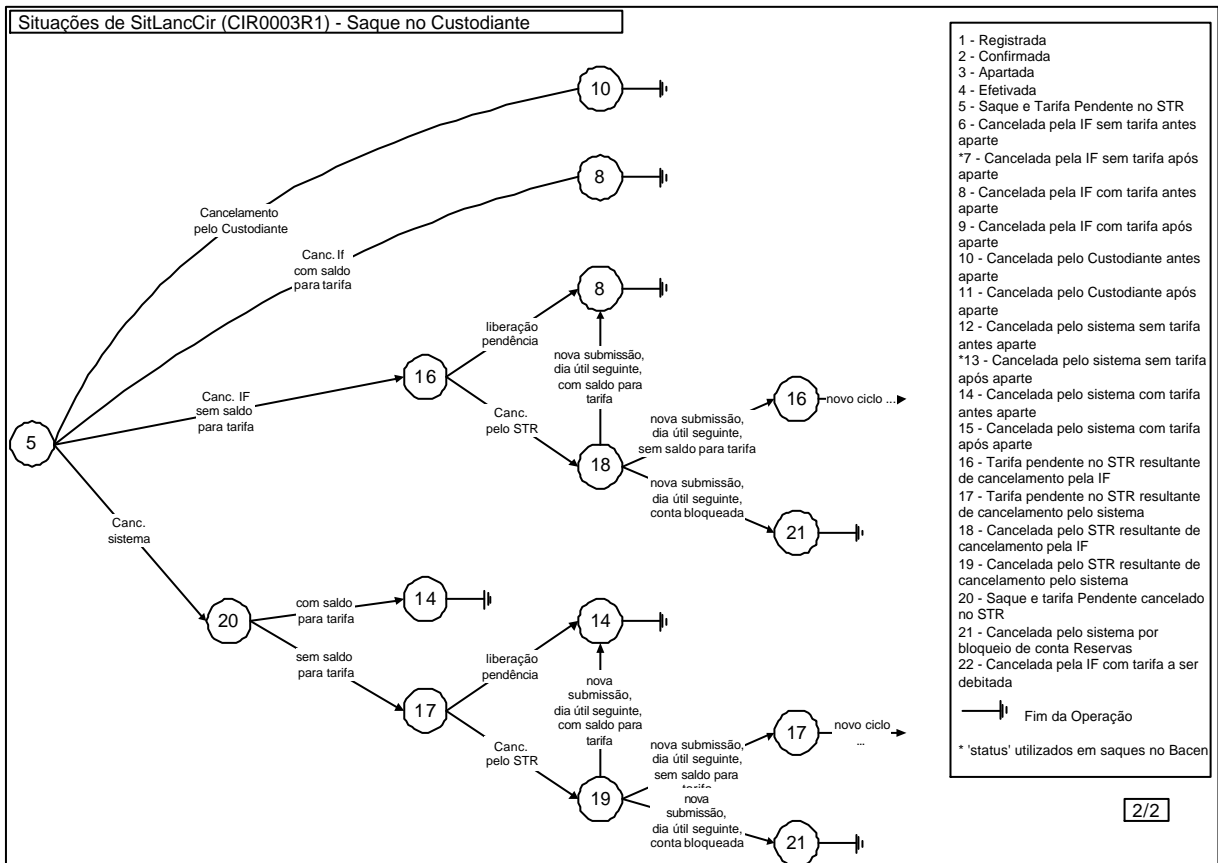 Situações de SitLancCir (CIR0003R1) - Saque no Custodiante
10
8
Cancelamento
pelo Custodiante
Canc. If
com saldo
para tarifa
8
liberação
pendência
nova submissão,
dia útil seguinte,
com saldo para
tarifa
16
Canc. IF
sem saldo
para tarifa
Canc.
pelo STR
16
novo ciclo ...
nova submissão,
dia útil seguinte,
sem saldo para tarifa
5
18
nova submissão,
dia útil seguinte,
conta bloqueada
21
Canc.
sistema
20
com saldo
para tarifa
14
sem saldo
para tarifa
14
liberação
pendência
nova
submissão,
dia útil seguinte,
com saldo para
tarifa
17
Canc.
pelo STR
17
novo ciclo
...
nova submissão,
dia útil seguinte,
sem saldo para
tarifa
19
nova
submissão,
dia útil seguinte,
conta bloqueada
21
1 - Registrada
2 - Confirmada
3 - Apartada
4 - Efetivada
5 - Saque e Tarifa Pendente no STR
6 - Cancelada pela IF sem tarifa antes
aparte
*7 - Cancelada pela IF sem tarifa após
aparte
8 - Cancelada pela IF com tarifa antes
aparte
9 - Cancelada pela IF com tarifa após
aparte
10 - Cancelada pelo Custodiante antes
aparte
11 - Cancelada pelo Custodiante após
aparte
12 - Cancelada pelo sistema sem tarifa
antes aparte
*13 - Cancelada pelo sistema sem tarifa
após aparte
14 - Cancelada pelo sistema com tarifa
antes aparte
15 - Cancelada pelo sistema com tarifa
após aparte
16 - Tarifa pendente no STR resultante
de cancelamento pela IF
17 - Tarifa pendente no STR resultante
de cancelamento pelo sistema
18 - Cancelada pelo STR resultante de
cancelamento pela IF
19 - Cancelada pelo STR resultante de
cancelamento pelo sistema
20 - Saque e tarifa Pendente cancelado
no STR
21 - Cancelada pelo sistema por
bloqueio de conta Reservas
22 - Cancelada pela IF com tarifa a ser
debitada
Fim da Operação
* 'status' utilizados em saques no Bacen
2/2